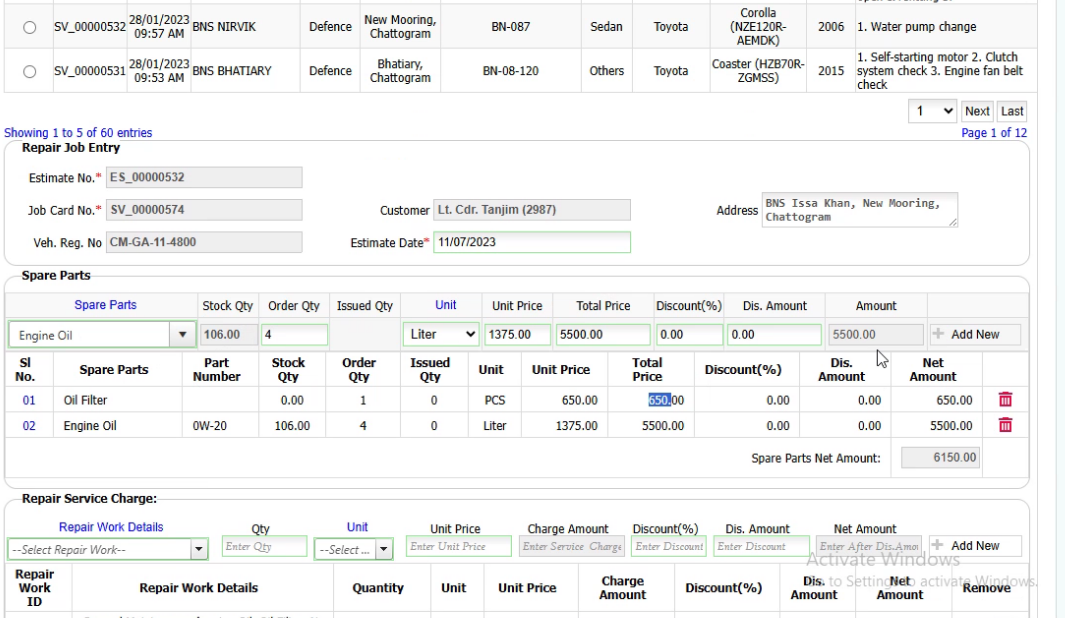 SV_00000532 28/01/2023 09:57 AM BNS NIRVIK Defence New Mooring, Chattogram BN-087 Sedan Toyota Corolla (NZE120R-AEMDK) 2006 1. Water pump change
SV_00000531 28/01/2023 09:53 AM BNS BHATIARY Defence Bhatiary, Chattogram BN-08-120 Others Toyota Coaster (HZB70R-ZGMSS) 2015 1. Self-starting motor 2. Clutch system check 3. Engine fan belt check
1 Next Last
Showing 1 to 5 of 60 entries Page 1 of 12
Repair Job Entry
Estimate No.* ES_00000532
Job Card No.* SV_00000574 Customer Lt. Cdr. Tanjim (2987) Address BNS Issa Khan, New Mooring, Chattogram
Veh. Reg. No CM-GA-11-4800 Estimate Date* 11/07/2023
Spare Parts
Spare Parts Stock Qty Order Qty Issued Qty Unit Unit Price Total Price Discount(%) Dis. Amount Amount
Engine Oil 106.00 4 Liter 1375.00 5500.00 0.00 0.00 5500.00 + Add New
Sl No. Spare Parts Part Number Stock Qty Order Qty Issued Qty Unit Unit Price Total Price Discount(%) Dis. Amount Net Amount
01 Oil Filter 0.00 1 0 PCS 650.00 650.00 0.00 0.00 650.00
02 Engine Oil 0W-20 106.00 4 0 Liter 1375.00 5500.00 0.00 0.00 5500.00
Spare Parts Net Amount: 6150.00
Repair Service Charge:
Repair Work Details Qty Unit Unit Price Charge Amount Discount(%) Dis. Amount Net Amount
--Select Repair Work-- Enter Qty --Select ... Enter Unit Price Enter Service Charge Enter Discount Enter Discount Enter After Dis.Amo + Add New
Activate Windows
Repair Work ID Repair Work Details Quantity Unit Unit Price Charge Amount Discount(%) Dis. Amount Net Amount Remove
to Settings to activate Windows.